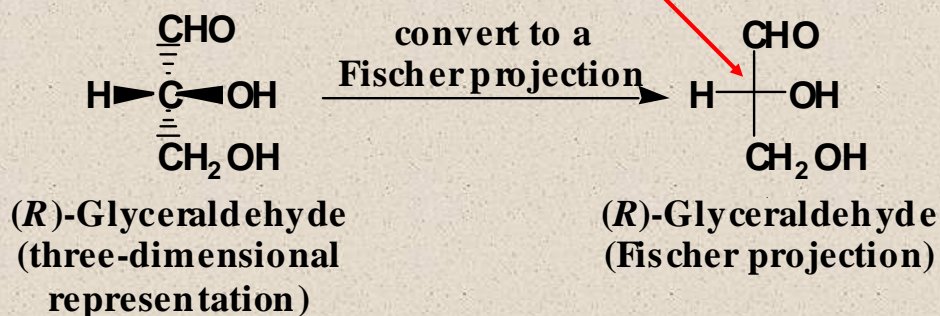 CHO
H C OH
CH2OH
(R)-Glyceraldehyde
(three-dimensional
representation)
convert to a
Fischer projection
CHO
H OH
CH2OH
(R)-Glyceraldehyde
(Fischer projection)